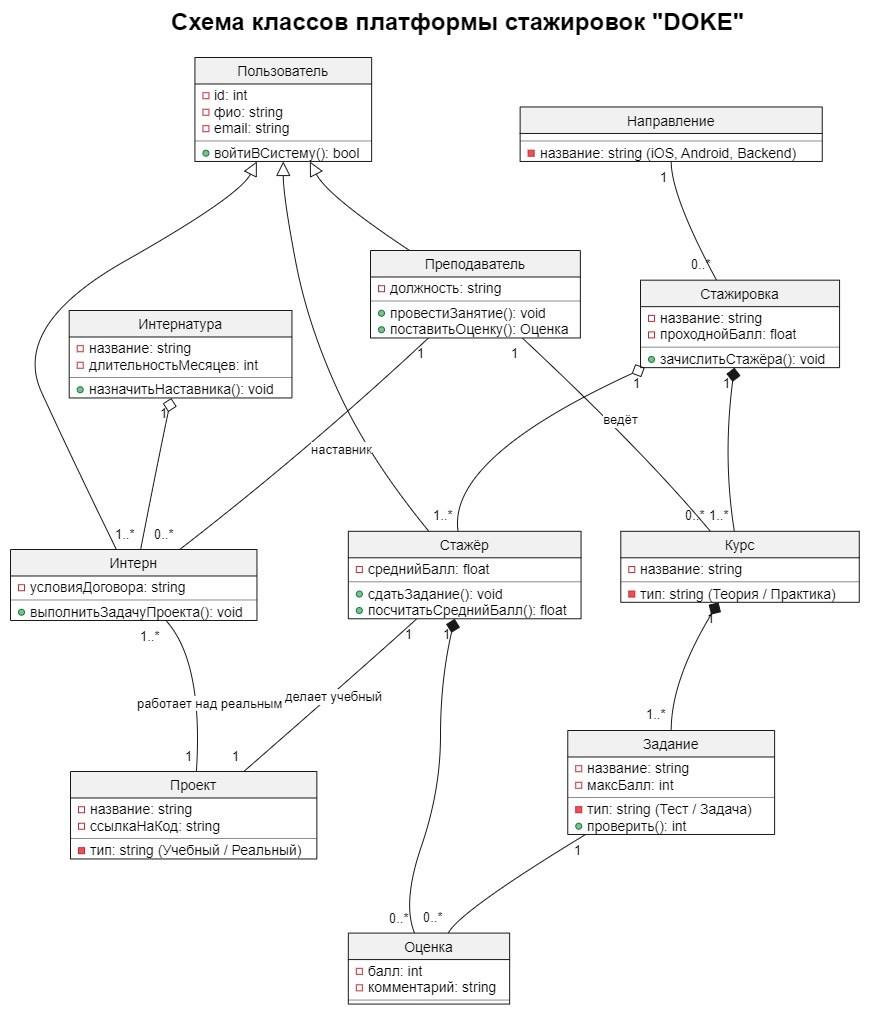 Схема классов платформы стажировок "DOKE"
Пользователь
id: int
фио: string
email: string
войтиВСистему(): bool
Направление
название: string (iOS, Android, Backend)
1
0..*
Преподаватель
должность: string
провестиЗанятие(): void
поставитьОценку(): Оценка
1
1
Стажировка
название: string
проходнойБалл: float
зачислитьСтажёра(): void
1
1
Интернатура
название: string
длительностьМесяцев: int
назначитьНаставника(): void
1
ведёт
наставник
1..*
0..*
1..*
0..*
1..*
Интерн
условияДоговора: string
выполнитьЗадачуПроекта(): void
1..*
Стажёр
среднийБалл: float
сдатьЗадание(): void
посчитатьСреднийБалл(): float
1
1
Курс
название: string
тип: string (Теория / Практика)
1
работает над реальным
делает учебный
1..*
1
1
Проект
название: string
ссылкаНаКод: string
тип: string (Учебный / Реальный)
Задание
название: string
максБалл: int
тип: string (Тест / Задача)
проверить(): int
1
0..*
0..*
Оценка
балл: int
комментарий: string